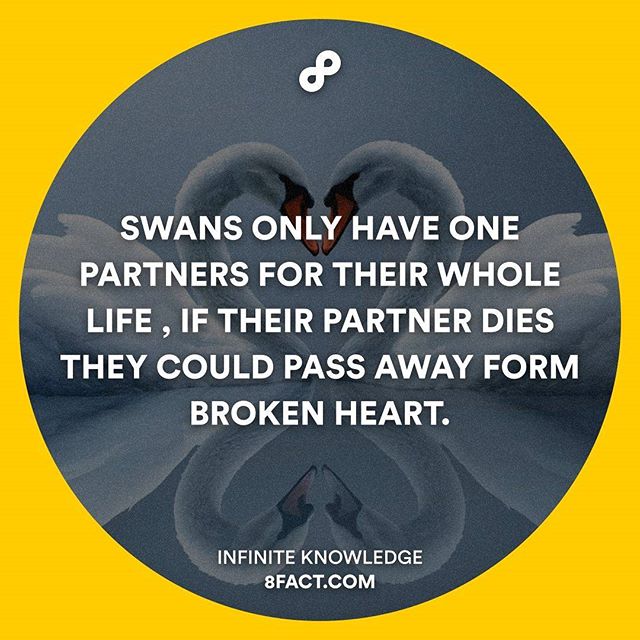 SWANS ONLY HAVE ONE
PARTNERS FOR THEIR WHOLE
LIFE , IF THEIR PARTNER DIES
THEY COULD PASS AWAY FORM
BROKEN HEART.
INFINITE KNOWLEDGE
8FACT.COM